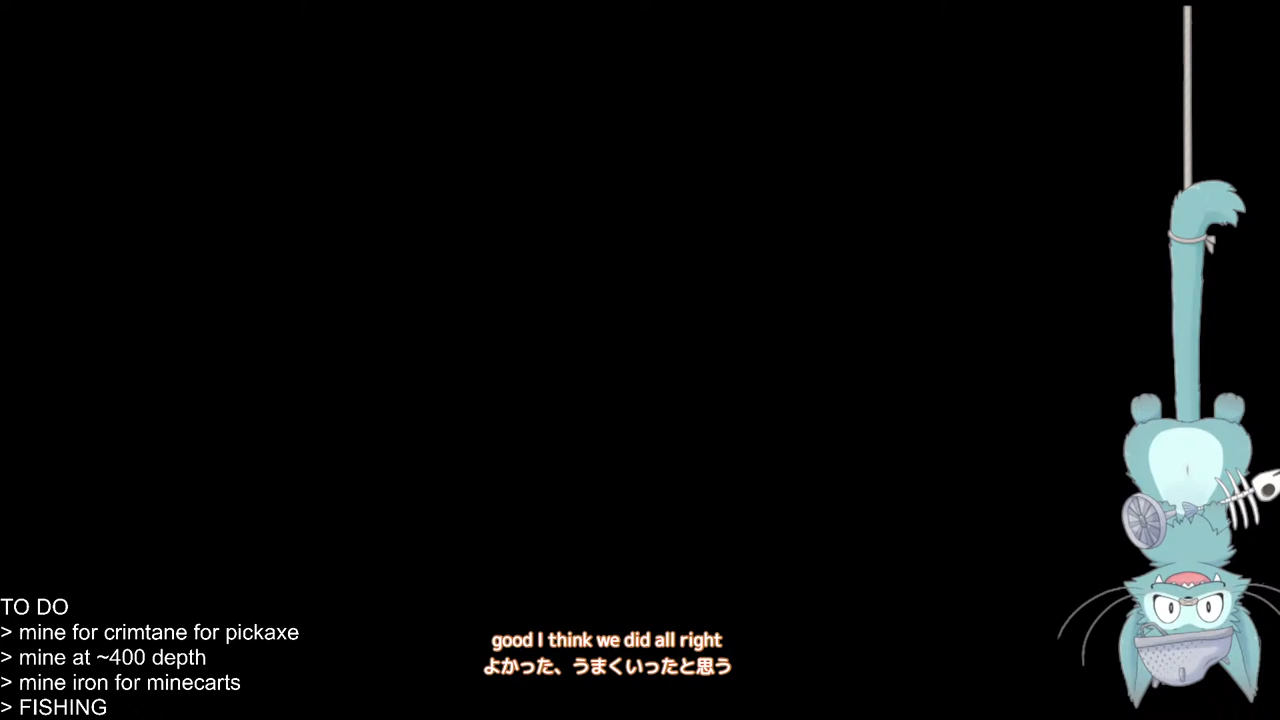 TO DO
> mine for crimtane for pickaxe
> mine at ~400 depth
> mine iron for minecarts
> FISHING
good I think we did all right
よかった、うまくいったと思う